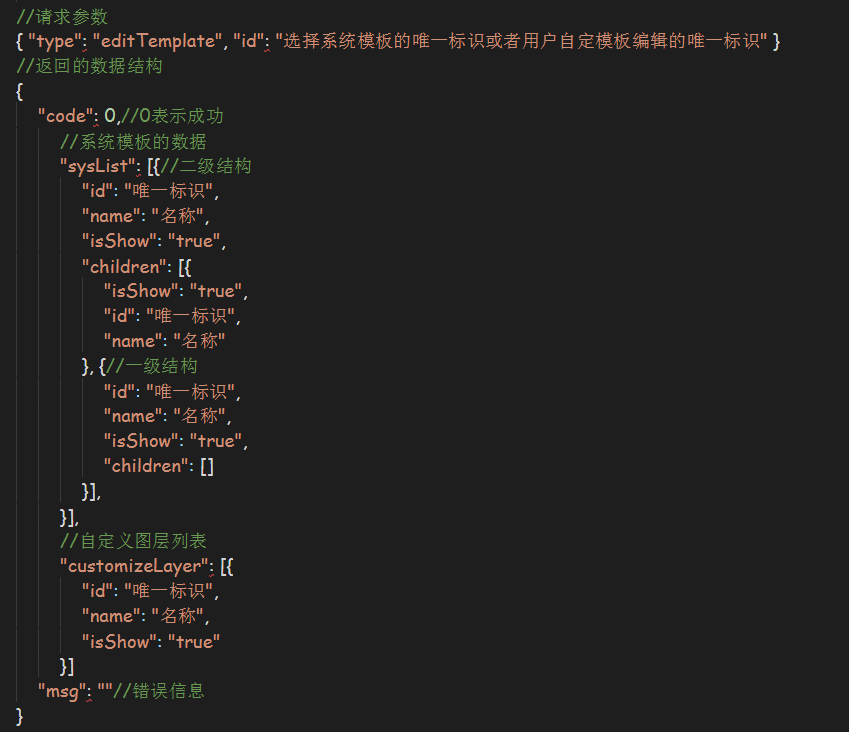 //请求参数
{ "type": "editTemplate", "id": "选择系统模板的唯一标识或者用户自定模板编辑的唯一标识" }
//返回的数据结构
{
"code": 0,//0表示成功
//系统模板的数据
"sysList": [{//二级结构
"id": "唯一标识",
"name": "名称",
"isShow": "true",
"children": [{
"isShow": "true",
"id": "唯一标识",
"name": "名称"
}, {//一级结构
"id": "唯一标识",
"name": "名称",
"isShow": "true",
"children": []
}],
}],
//自定义图层列表
"customizeLayer": [{
"id": "唯一标识",
"name": "名称",
"isShow": "true"
}]
"msg": ""//错误信息
}